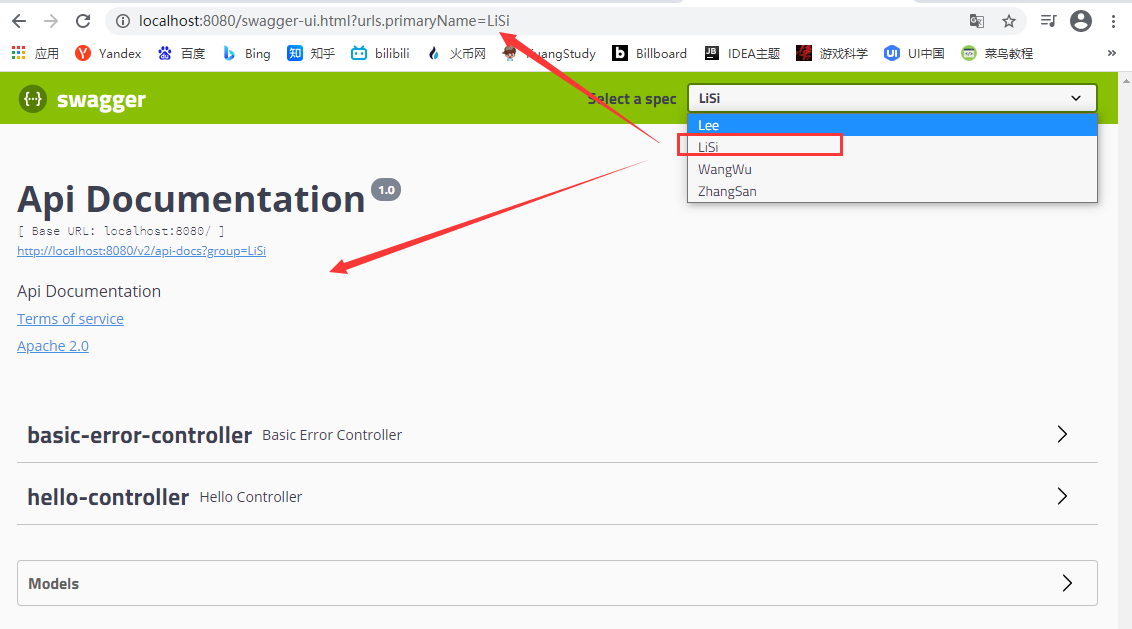 localhost:8080/swagger-ui.html?urls.primaryName=LiSi
应用 Yandex 百度 Bing 知 知乎 bilibili 火币网 KuangStudy b Billboard JB IDEA主题 游戏科学 UI UI中国 菜鸟教程 »
{···} swagger Select a spec LiSi
Lee
LiSi
WangWu
ZhangSan
Api Documentation 1.0
[ Base URL: localhost:8080/ ]
http://localhost:8080/v2/api-docs?group=LiSi
Api Documentation
Terms of service
Apache 2.0
basic-error-controller Basic Error Controller
hello-controller Hello Controller
Models